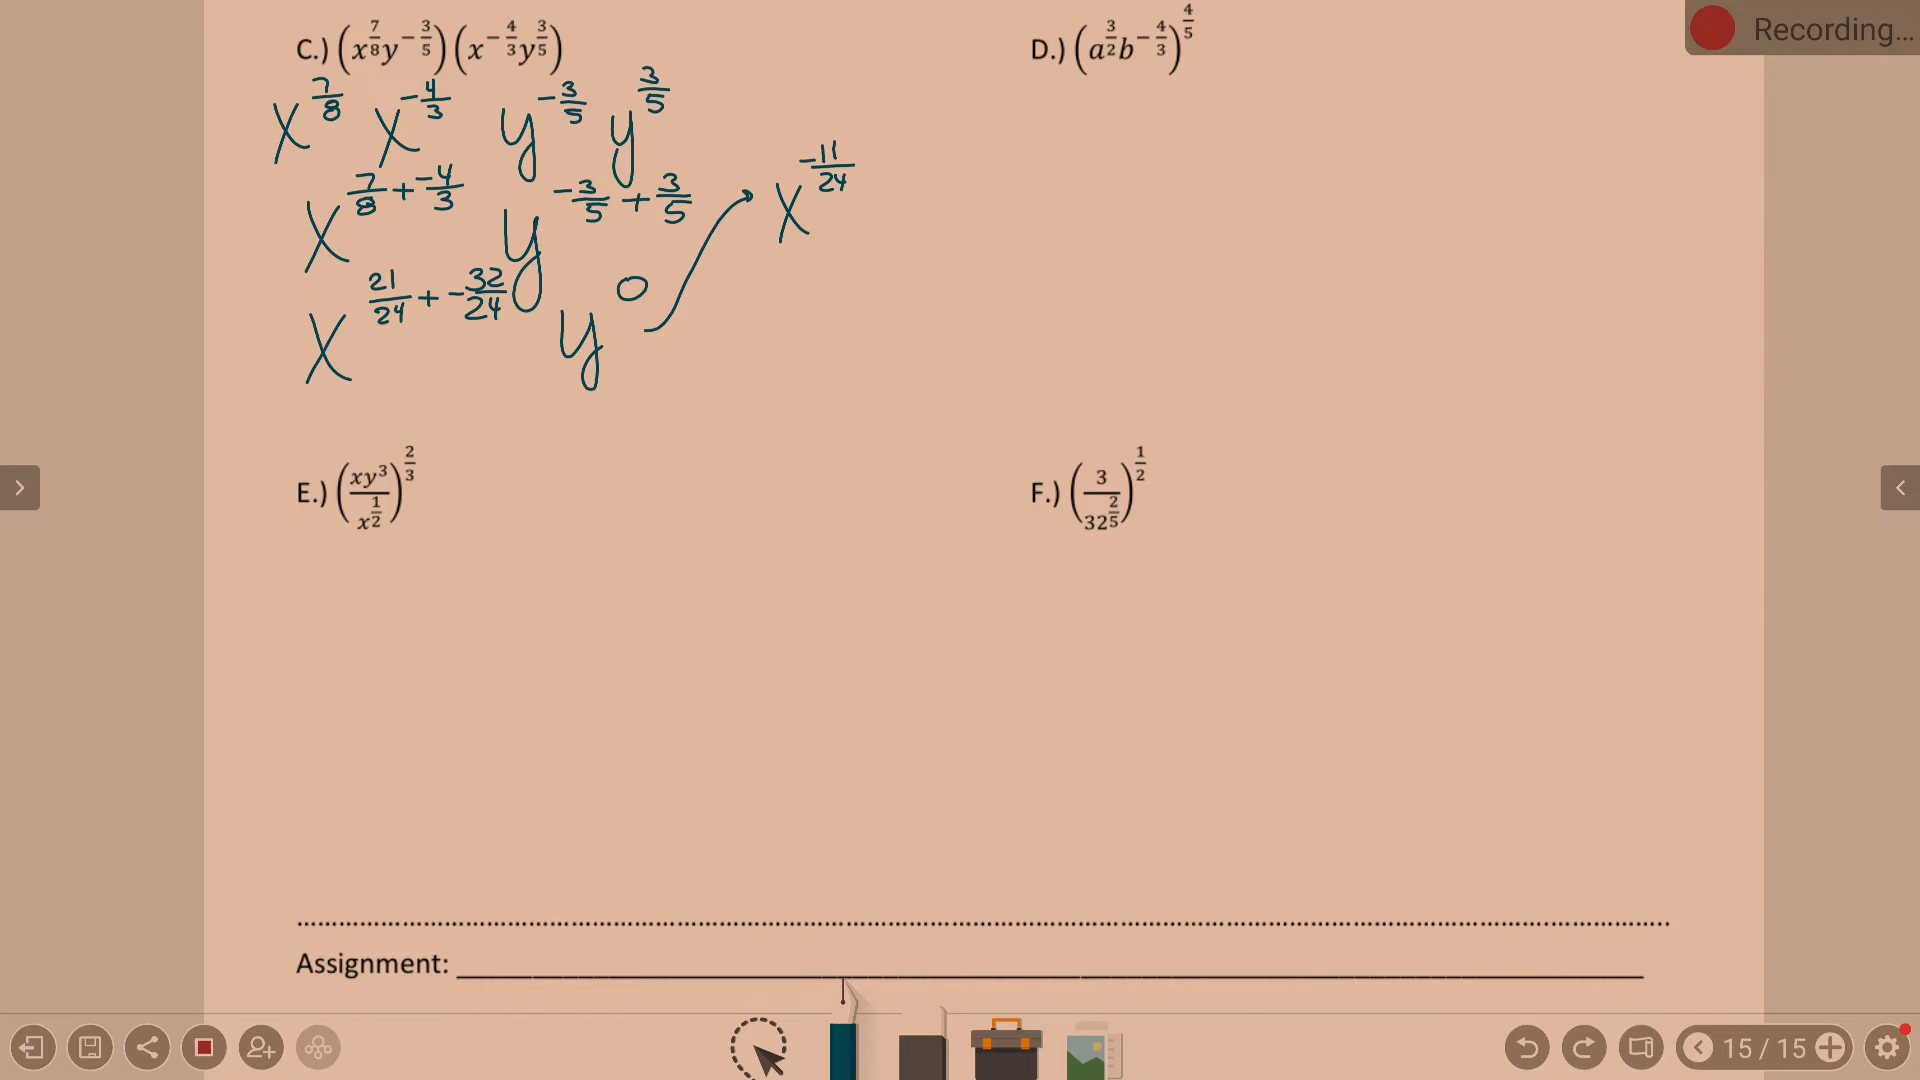 Recording...
C.) (x^{7/8}y^{-3/5})(x^{-4/3}y^{3/5})
x^{7/8} x^{-4/3} y^{-3/5} y^{3/5}
x^{7/8 + -4/3} y^{-3/5 + 3/5}
x^{21/24 + -32/24} y^0
x^{-11/24}
D.) (a^{3/2}b^{-4/3})^{4/5}
E.) (xy^3/x^{1/2})^{2/3}
F.) (3/32^{2/5})^{1/2}
Assignment:
15 / 15